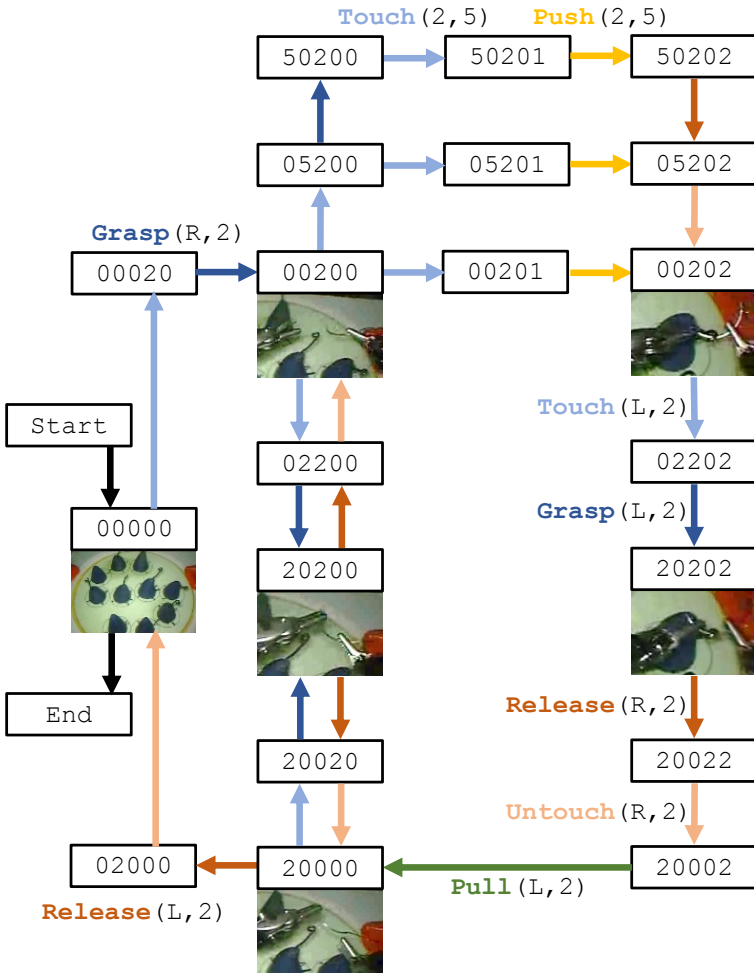 Touch(2,5) Push(2,5)
50200 50201 50202
05200 05201 05202
Grasp(R,2)
00020 00200 00201 00202
Start
Touch(L,2)
02200 02202
00000
Grasp(L,2)
20200 20202
End
Release(R,2)
20020 20022
Untouch(R,2)
02000 20000 20002
Pull(L,2)
Release(L,2)